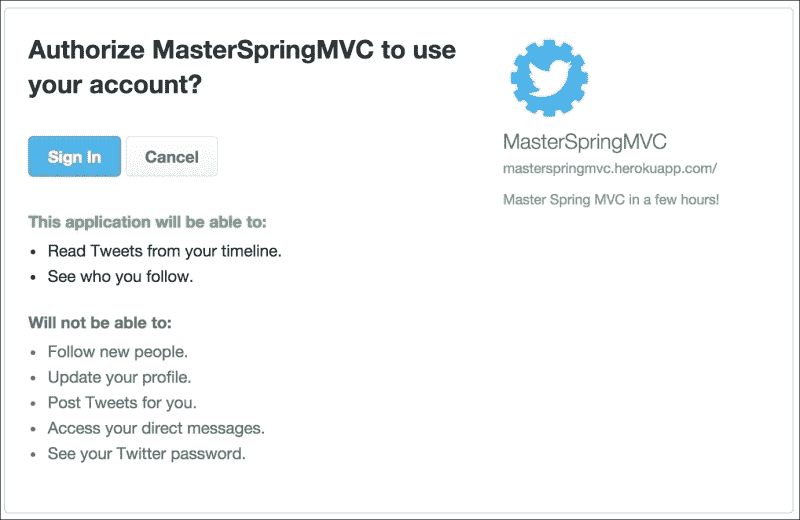 Authorize MasterSpringMVC to use
your account?
Sign In
Cancel
This application will be able to:
• Read Tweets from your timeline.
• See who you follow.
Will not be able to:
• Follow new people.
• Update your profile.
• Post Tweets for you.
• Access your direct messages.
• See your Twitter password.
MasterSpringMVC
masterspringmvc.herokuapp.com/
Master Spring MVC in a few hours!